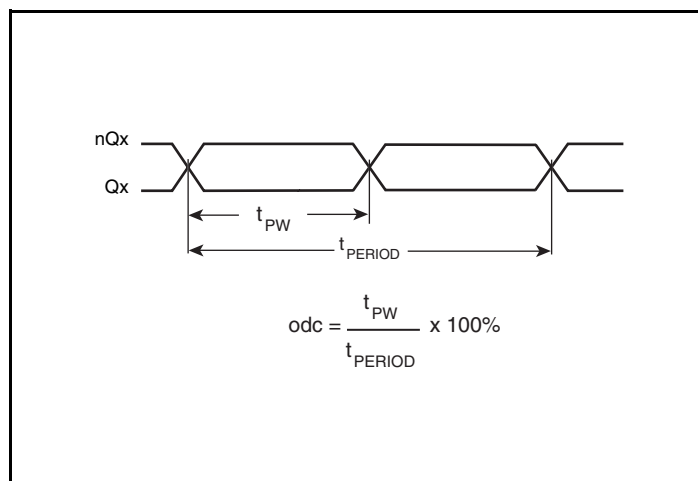 nQx
Qx
tPW
tPERIOD
odc = tPW / tPERIOD x 100%